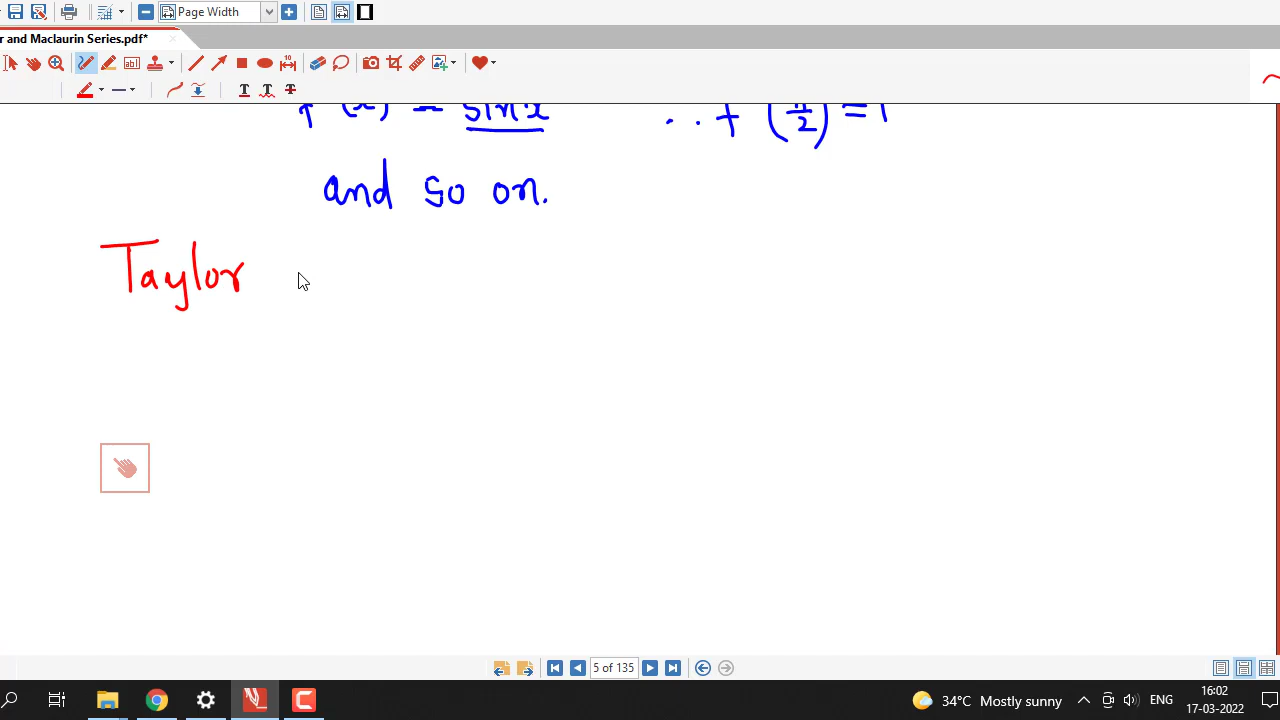 Page Width
r and Maclaurin Series.pdf*
10
(x) = sin x
(π/2) = 1
and so on.
Taylor
5 of 135
34°C Mostly sunny
ENG
16:02
17-03-2022